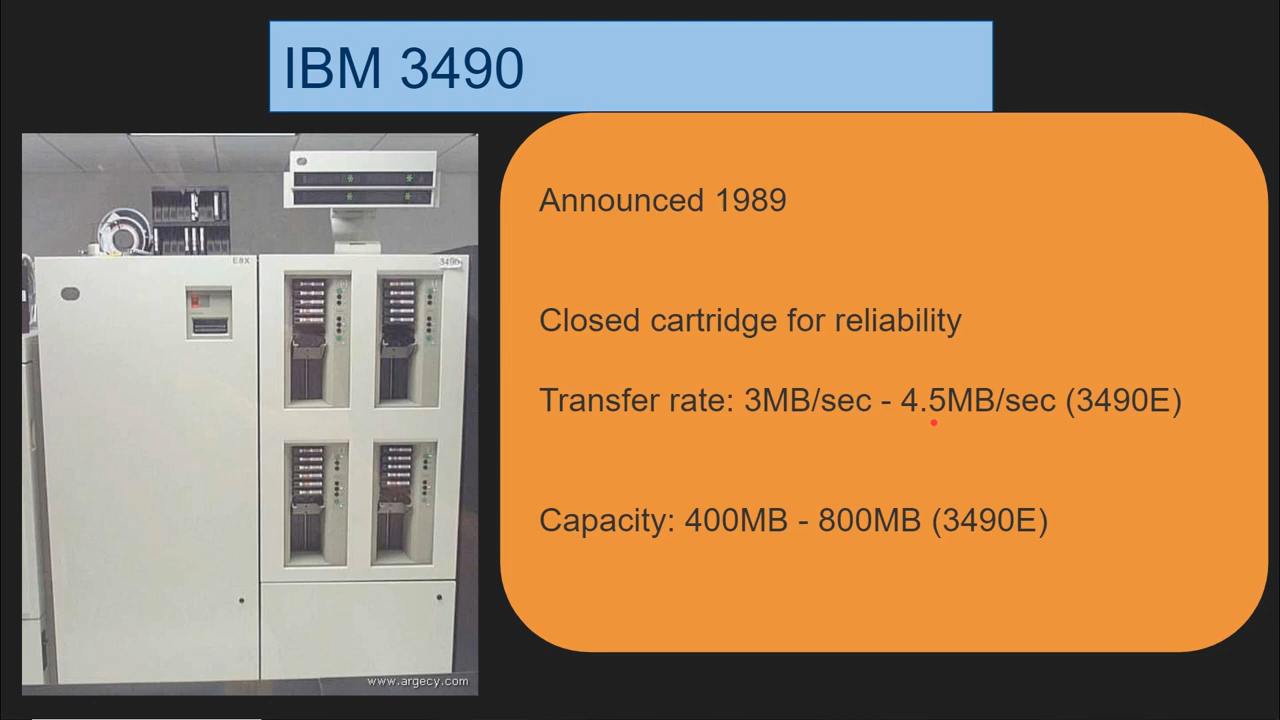 IBM 3490
Announced 1989
Closed cartridge for reliability
Transfer rate: 3MB/sec - 4.5MB/sec (3490E)
Capacity: 400MB - 800MB (3490E)
3490
www.argecy.com